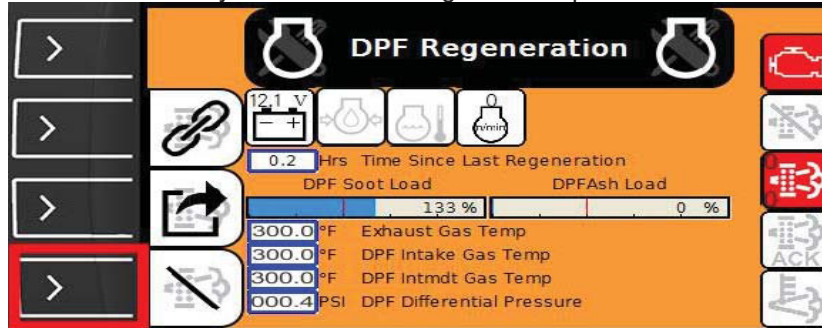 DPF Regeneration
12.1 V
0
n/min
0.2 Hrs Time Since Last Regeneration
DPF Soot Load DPFAsh Load
133 % 0 %
300.0 °F Exhaust Gas Temp
300.0 °F DPF Intake Gas Temp
300.0 °F DPF Intmdt Gas Temp
000.4 PSI DPF Differential Pressure
0
0
ACK